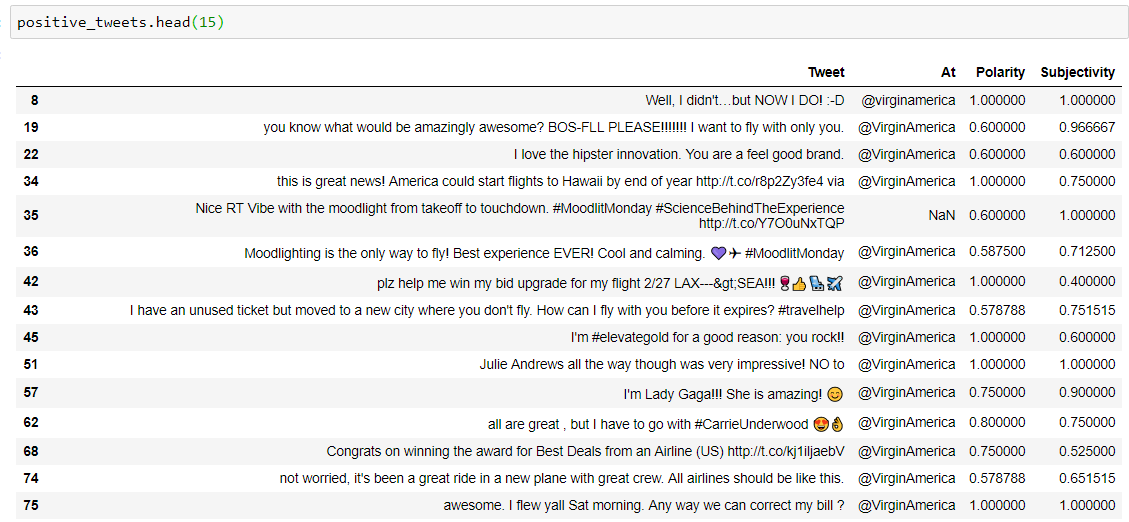 positive_tweets.head(15)
Tweet At Polarity Subjectivity
8 Well, I didn't…but NOW I DO! :-D @virginamerica 1.000000 1.000000
19 you know what would be amazingly awesome? BOS-FLL PLEASE!!!!!!! I want to fly with only you. @VirginAmerica 0.600000 0.966667
22 I love the hipster innovation. You are a feel good brand. @VirginAmerica 0.600000 0.600000
34 this is great news! America could start flights to Hawaii by end of year http://t.co/r8p2Zy3fe4 via @VirginAmerica 1.000000 0.750000
Nice RT Vibe with the moodlight from takeoff to touchdown. #MoodlitMonday #ScienceBehindTheExperience
35 http://t.co/Y7O0uNxTQP NaN 0.600000 1.000000
36 Moodlighting is the only way to fly! Best experience EVER! Cool and calming. 💜✈ #MoodlitMonday @VirginAmerica 0.587500 0.712500
42 plz help me win my bid upgrade for my flight 2/27 LAX---&gt;SEA!!! 🍷👍💺✈️ @VirginAmerica 1.000000 0.400000
43 I have an unused ticket but moved to a new city where you don't fly. How can I fly with you before it expires? #travelhelp @VirginAmerica 0.578788 0.751515
45 I'm #elevategold for a good reason: you rock!! @VirginAmerica 1.000000 0.600000
51 Julie Andrews all the way though was very impressive! NO to @VirginAmerica 1.000000 1.000000
57 I'm Lady Gaga!!! She is amazing! 😊 @VirginAmerica 0.750000 0.900000
62 all are great , but I have to go with #CarrieUnderwood 😍👌 @VirginAmerica 0.800000 0.750000
68 Congrats on winning the award for Best Deals from an Airline (US) http://t.co/kj1iljaebV @VirginAmerica 0.750000 0.525000
74 not worried, it's been a great ride in a new plane with great crew. All airlines should be like this. @VirginAmerica 0.578788 0.651515
75 awesome. I flew yall Sat morning. Any way we can correct my bill ? @VirginAmerica 1.000000 1.000000